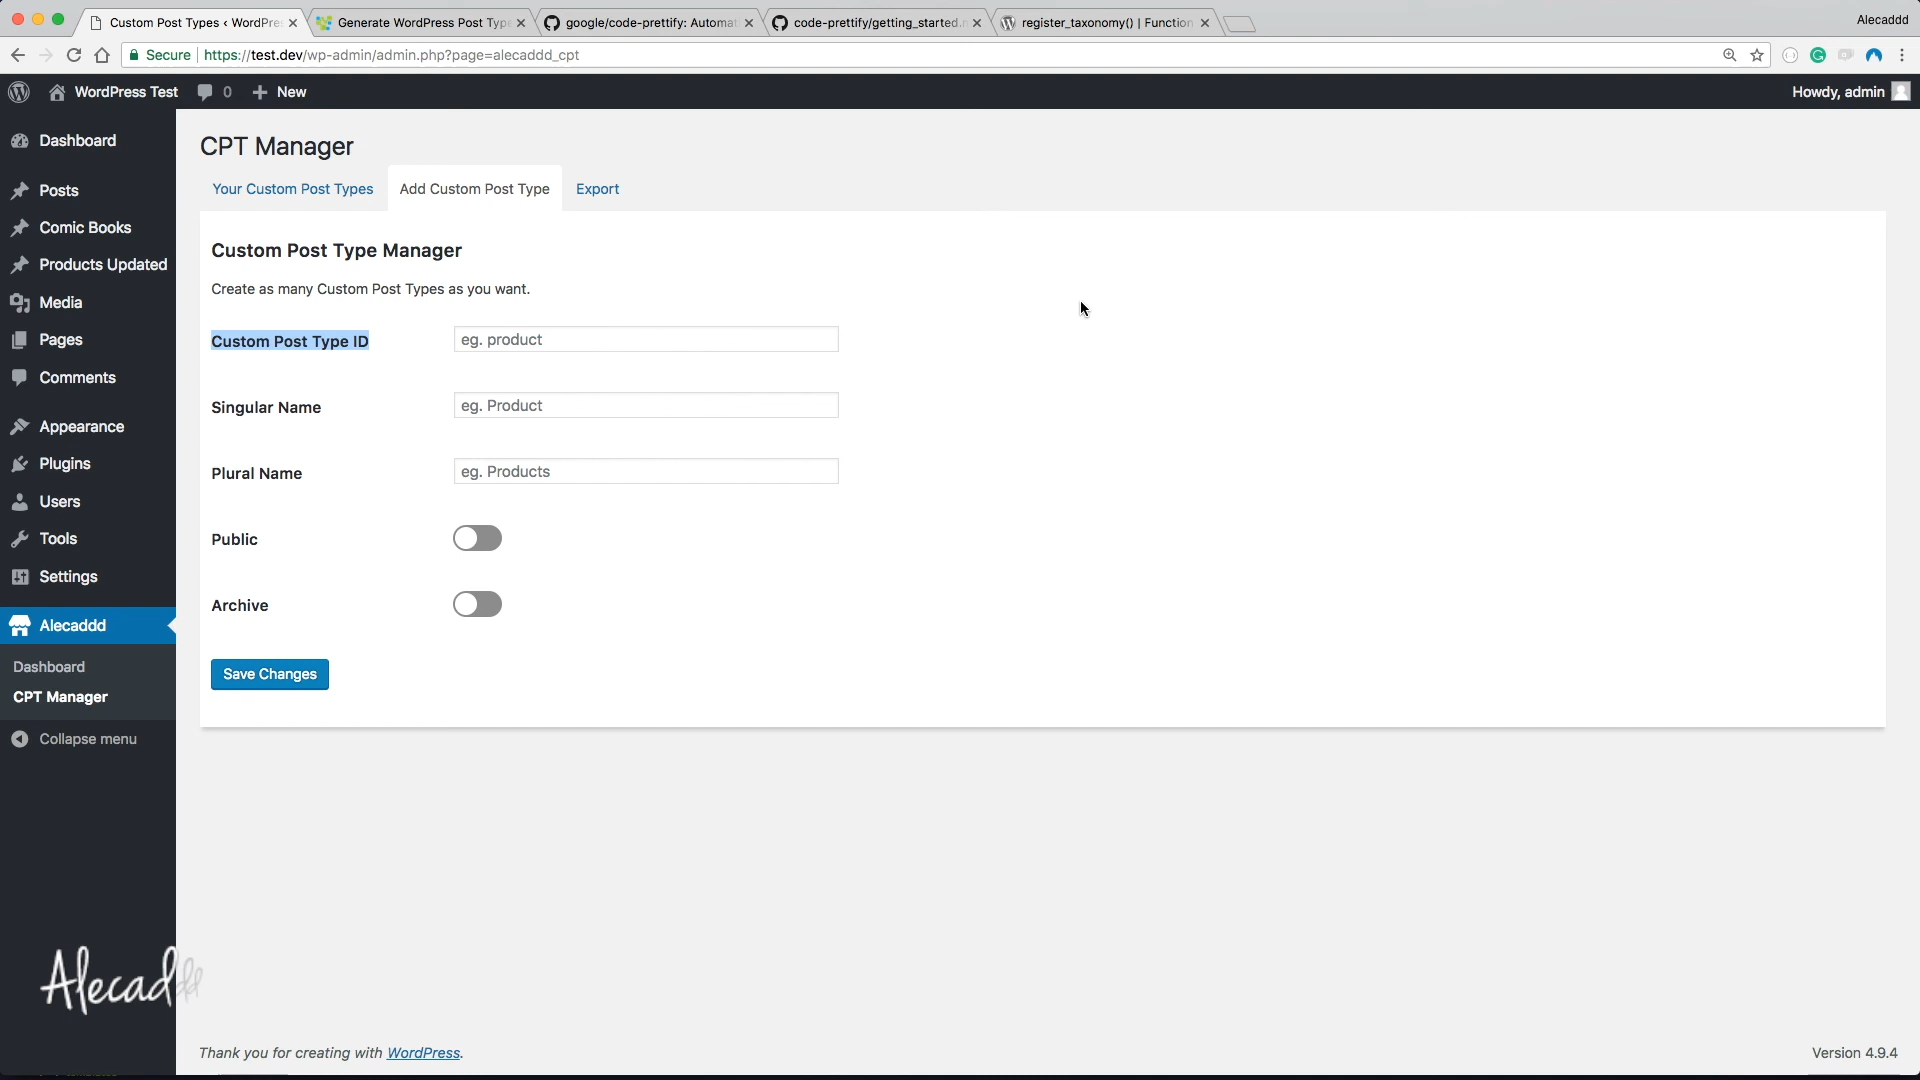 Custom Post Types ‹ WordPre
Generate WordPress Post Type
google/code-prettify: Automat
code-prettify/getting_started.m
register_taxonomy() | Function
Alecaddd
Secure
https://test.dev/wp-admin/admin.php?page=alecaddd_cpt
WordPress Test
0
New
Howdy, admin
Dashboard
Posts
Comic Books
Products Updated
Media
Pages
Comments
Appearance
Plugins
Users
Tools
Settings
Alecaddd
Dashboard
CPT Manager
Collapse menu
CPT Manager
Your Custom Post Types
Add Custom Post Type
Export
Custom Post Type Manager
Create as many Custom Post Types as you want.
Custom Post Type ID
eg. product
Singular Name
eg. Product
Plural Name
eg. Products
Public
Archive
Save Changes
Alecaddd
Thank you for creating with WordPress.
Version 4.9.4